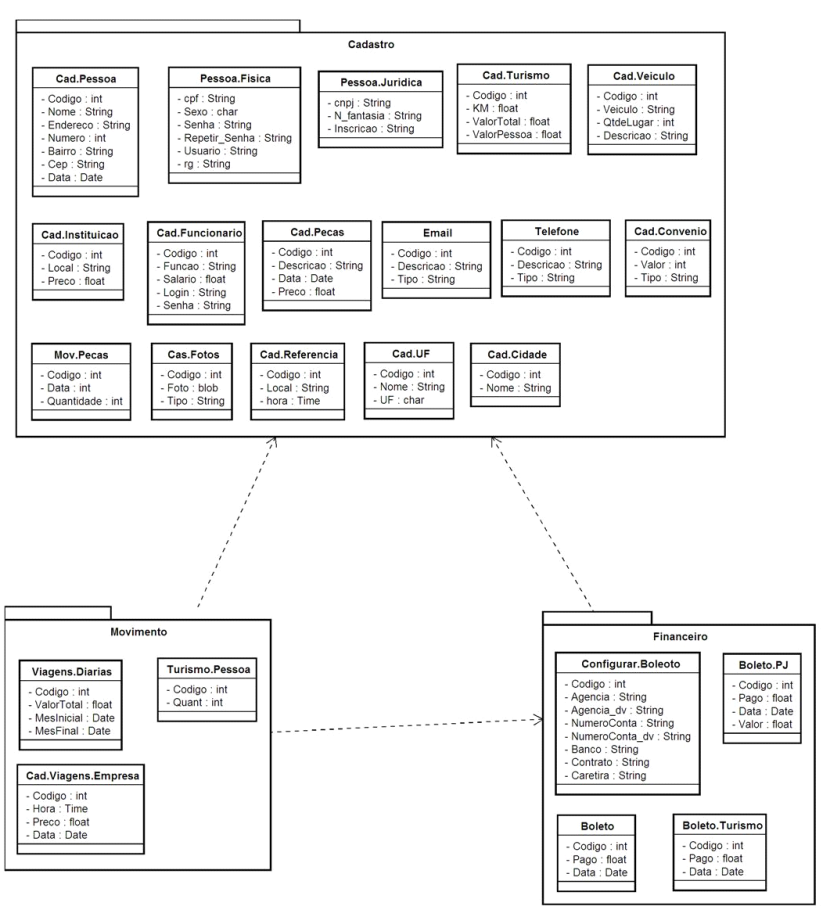 Cadastro
Cad.Pessoa
- Codigo : int
- Nome : String
- Endereco : String
- Numero : int
- Bairro : String
- Cep : String
- Data : Date
Pessoa.Fisica
- cpf : String
- Sexo : char
- Senha : String
- Repetir_Senha : String
- Usuario : String
- rg : String
Pessoa.Juridica
- cnpj : String
- N_fantasia : String
- Inscricao : String
Cad.Turismo
- Codigo : int
- KM : float
- ValorTotal : float
- ValorPessoa : float
Cad.Veiculo
- Codigo : int
- Veiculo : String
- QtdeLugar : int
- Descricao : String
Cad.Instituicao
- Codigo : int
- Local : String
- Preco : float
Cad.Funcionario
- Codigo : int
- Funcao : String
- Salario : float
- Login : String
- Senha : String
Cad.Pecas
- Codigo : int
- Descricao : String
- Data : Date
- Preco : float
Email
- Codigo : int
- Descricao : String
- Tipo : String
Telefone
- Codigo : int
- Descricao : String
- Tipo : String
Cad.Convenio
- Codigo : int
- Valor : int
- Tipo : String
Mov.Pecas
- Codigo : int
- Data : int
- Quantidade : int
Cas.Fotos
- Codigo : int
- Foto : blob
- Tipo : String
Cad.Referencia
- Codigo : int
- Local : String
- hora : Time
Cad.UF
- Codigo : int
- Nome : String
- UF : char
Cad.Cidade
- Codigo : int
- Nome : String
Movimento
Viagens.Diarias
- Codigo : int
- ValorTotal : float
- MesInicial : Date
- MesFinal : Date
Turismo.Pessoa
- Codigo : int
- Quant : int
Cad.Viagens.Empresa
- Codigo : int
- Hora : Time
- Preco : float
- Data : Date
Financeiro
Configurar.Boleoto
- Codigo : int
- Agencia : String
- Agencia_dv : String
- NumeroConta : String
- NumeroConta_dv : String
- Banco : String
- Contrato : String
- Caretira : String
Boleto.PJ
- Codigo : int
- Pago : float
- Data : Date
- Valor : float
Boleto
- Codigo : int
- Pago : float
- Data : Date
Boleto.Turismo
- Codigo : int
- Pago : float
- Data : Date